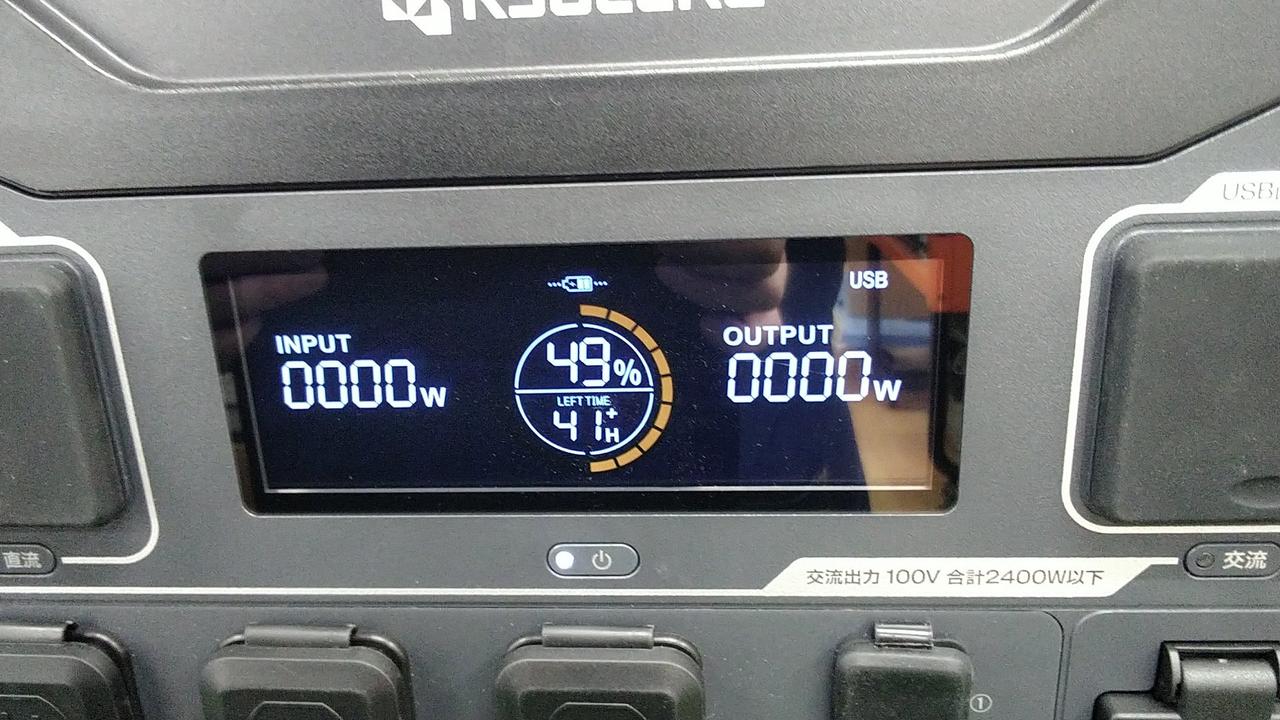 USB
INPUT
0000W
49%
LEFT TIME
41+H
OUTPUT
0000W
直流
交流出力 100V 合計2400W以下
交流
①